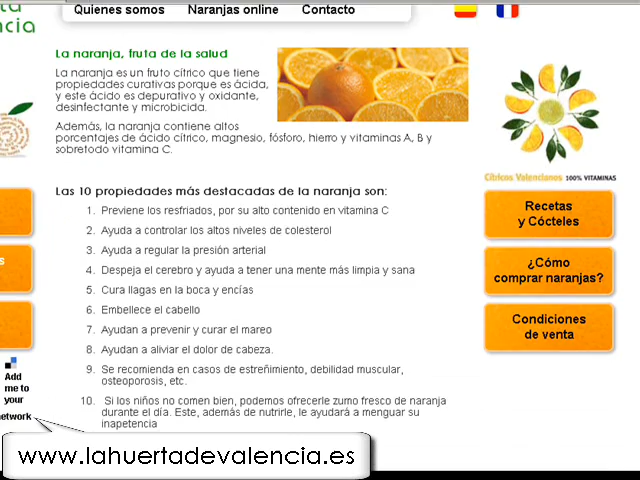 ta
ncia
Quienes somos
Naranjas online
Contacto
La naranja, fruta de la salud
La naranja es un fruto cítrico que tiene
propiedades curativas porque es ácida,
y este ácido es depurativo y oxidante,
desinfectante y microbicida.
Además, la naranja contiene altos
porcentajes de ácido cítrico, magnesio, fósforo, hierro y vitaminas A, B y
sobretodo vitamina C.
Cítricos Valencianos 100% VITAMINAS
Las 10 propiedades más destacadas de la naranja son:
1. Previene los resfriados, por su alto contenido en vitamina C
2. Ayuda a controlar los altos niveles de colesterol
3. Ayuda a regular la presión arterial
4. Despeja el cerebro y ayuda a tener una mente más limpia y sana
5. Cura llagas en la boca y encías
6. Embellece el cabello
7. Ayudan a prevenir y curar el mareo
8. Ayudan a aliviar el dolor de cabeza.
9. Se recomienda en casos de estreñimiento, debilidad muscular,
osteoporosis, etc.
10. Si los niños no comen bien, podemos ofrecerle zumo fresco de naranja
durante el día. Este, además de nutrirle, le ayudará a menguar su
inapetencia
Recetas
y Cócteles
¿Cómo
comprar naranjas?
Condiciones
de venta
s
Add
me to
your
network
www.lahuertadevalencia.es